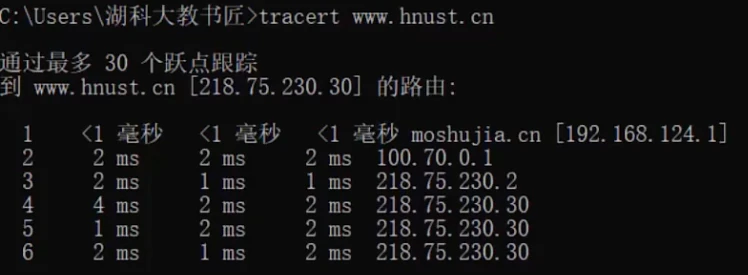 C:\Users\湖科大教书匠>tracert www.hnust.cn
通过最多 30 个跃点跟踪
到 www.hnust.cn [218.75.230.30] 的路由:
1 <1 毫秒 <1 毫秒 <1 毫秒 moshujia.cn [192.168.124.1]
2 2 ms 2 ms 2 ms 100.70.0.1
3 2 ms 1 ms 1 ms 218.75.230.2
4 4 ms 2 ms 2 ms 218.75.230.30
5 1 ms 2 ms 2 ms 218.75.230.30
6 2 ms 1 ms 2 ms 218.75.230.30